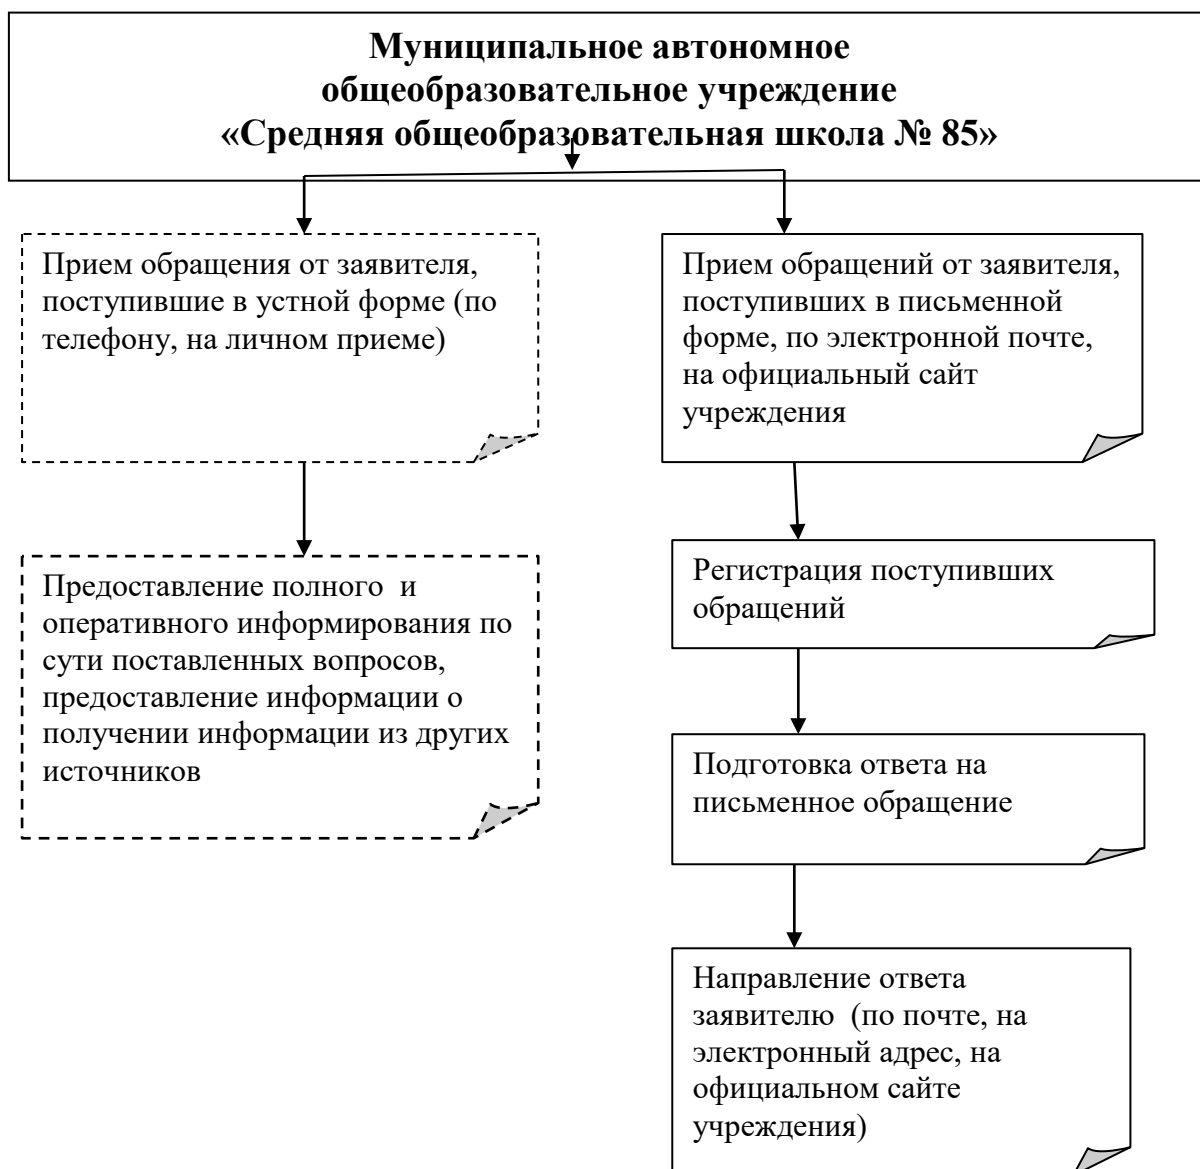 Муниципальное автономное
общеобразовательное учреждение
«Средняя общеобразовательная школа № 85»
Прием обращения от заявителя,
поступившие в устной форме (по
телефону, на личном приеме)
Прием обращений от заявителя,
поступивших в письменной
форме, по электронной почте,
на официальный сайт
учреждения
Предоставление полного и
оперативного информирования по
сути поставленных вопросов,
предоставление информации о
получении информации из других
источников
Регистрация поступивших
обращений
Подготовка ответа на
письменное обращение
Направление ответа
заявителю (по почте, на
электронный адрес, на
официальном сайте
учреждения)